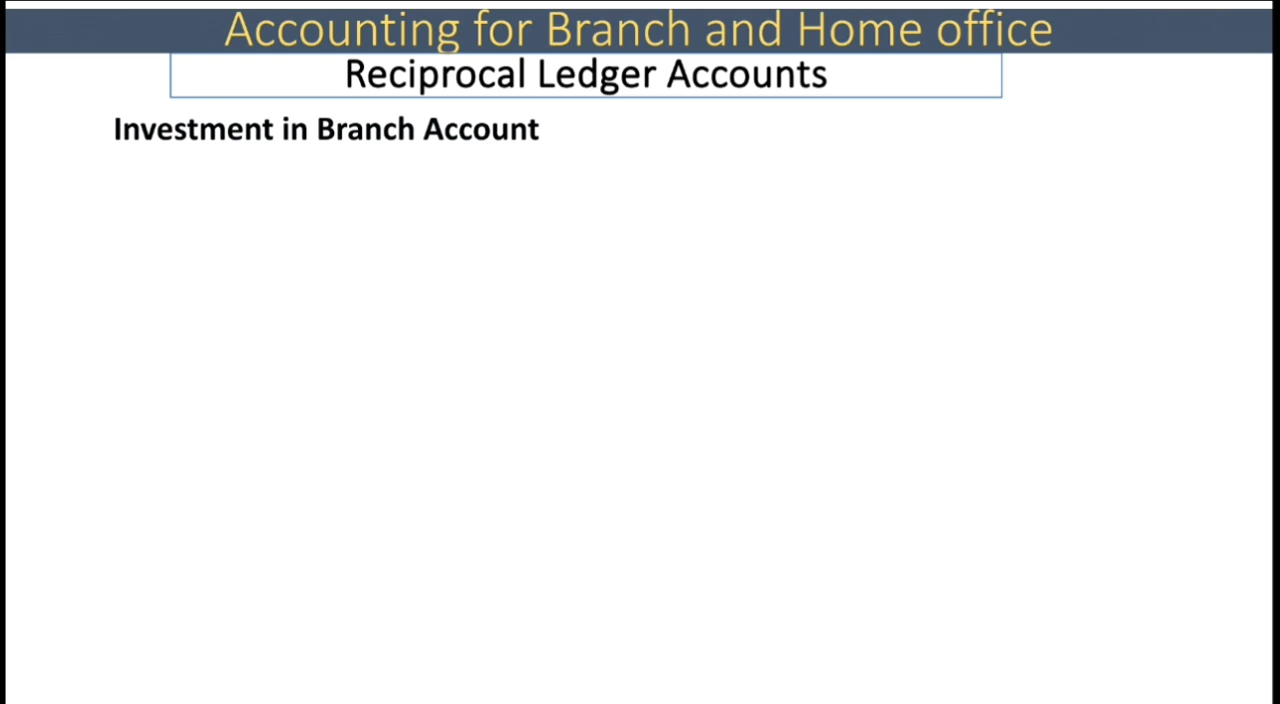 Accounting for Branch and Home office
Reciprocal Ledger Accounts
Investment in Branch Account